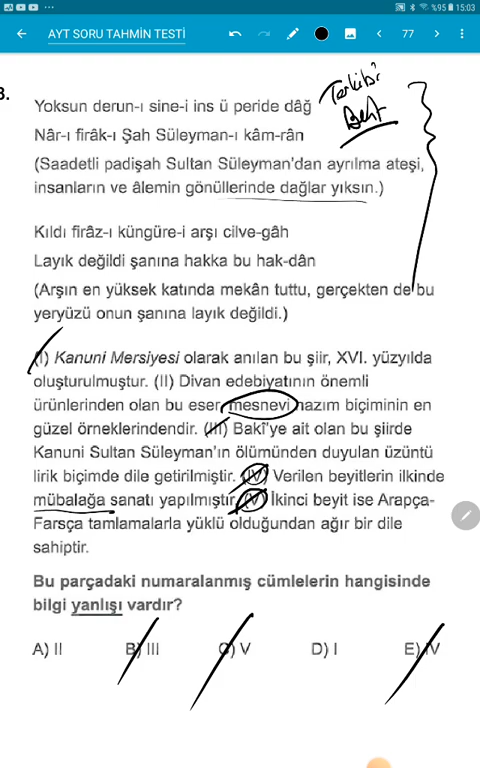 %95 15:03
AYT SORU TAHMİN TESTİ
77
3.
Yoksun derun-ı sine-i ins ü peride dâğ
Nâr-ı firâk-ı Şah Süleyman-ı kâm-rân
(Saadetli padişah Sultan Süleyman'dan ayrılma ateşi,
insanların ve âlemin gönüllerinde dağlar yıksın.)
Terkib-i
Bent
Kıldı firâz-ı küngüre-i arşı cilve-gâh
Layık değildi şanına hakka bu hak-dân
(Arşın en yüksek katında mekân tuttu, gerçekten de bu
yeryüzü onun şanına layık değildi.)
(I) Kanuni Mersiyesi olarak anılan bu şiir, XVI. yüzyılda
oluşturulmuştur. (II) Divan edebiyatının önemli
ürünlerinden olan bu eser mesnevi nazım biçiminin en
güzel örneklerindendir. (III) Bakî'ye ait olan bu şiirde
Kanuni Sultan Süleyman'ın ölümünden duyulan üzüntü
lirik biçimde dile getirilmiştir. (IV) Verilen beyitlerin ilkinde
mübalağa sanatı yapılmıştır. (V) İkinci beyit ise Arapça-
Farsça tamlamalarla yüklü olduğundan ağır bir dile
sahiptir.
Bu parçadaki numaralanmış cümlelerin hangisinde
bilgi yanlışı vardır?
A) II B) III C) V D) I E) IV